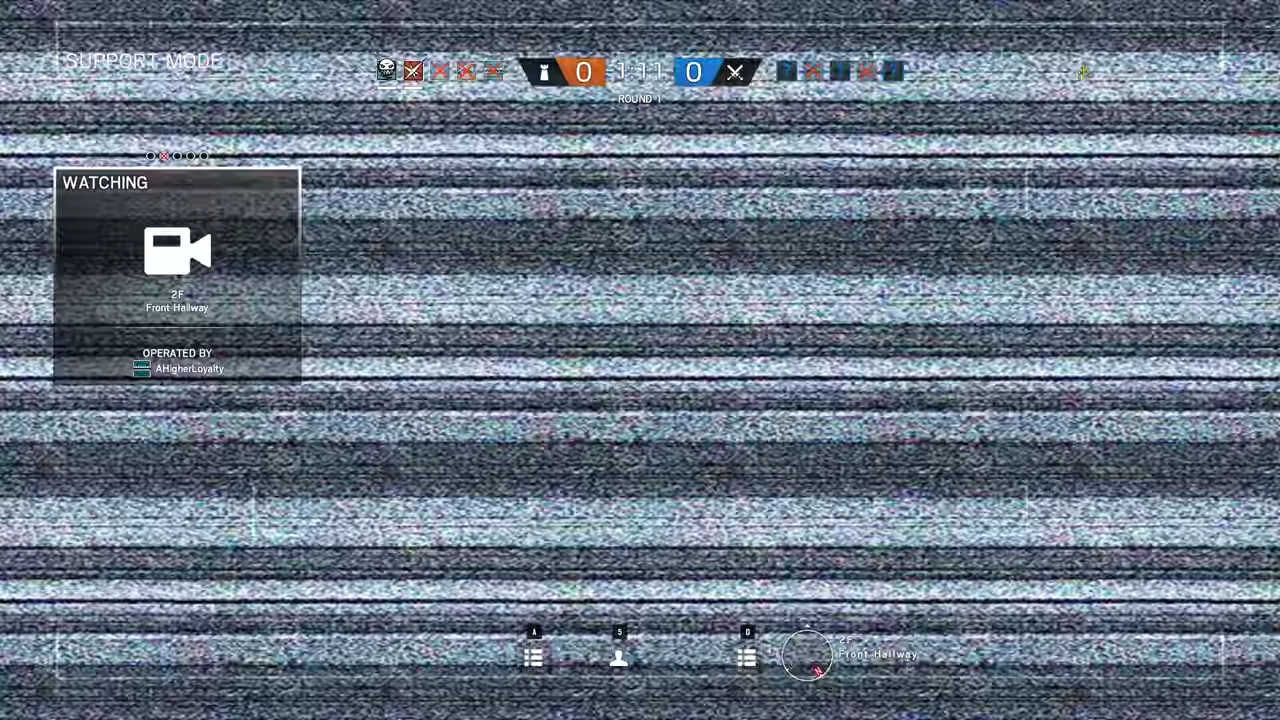 SUPPORT MODE
0 1:11 0
ROUND 1
WATCHING
2F
Front Hallway
OPERATED BY
AHigherLoyalty
A S D
2F
Front Hallway
N